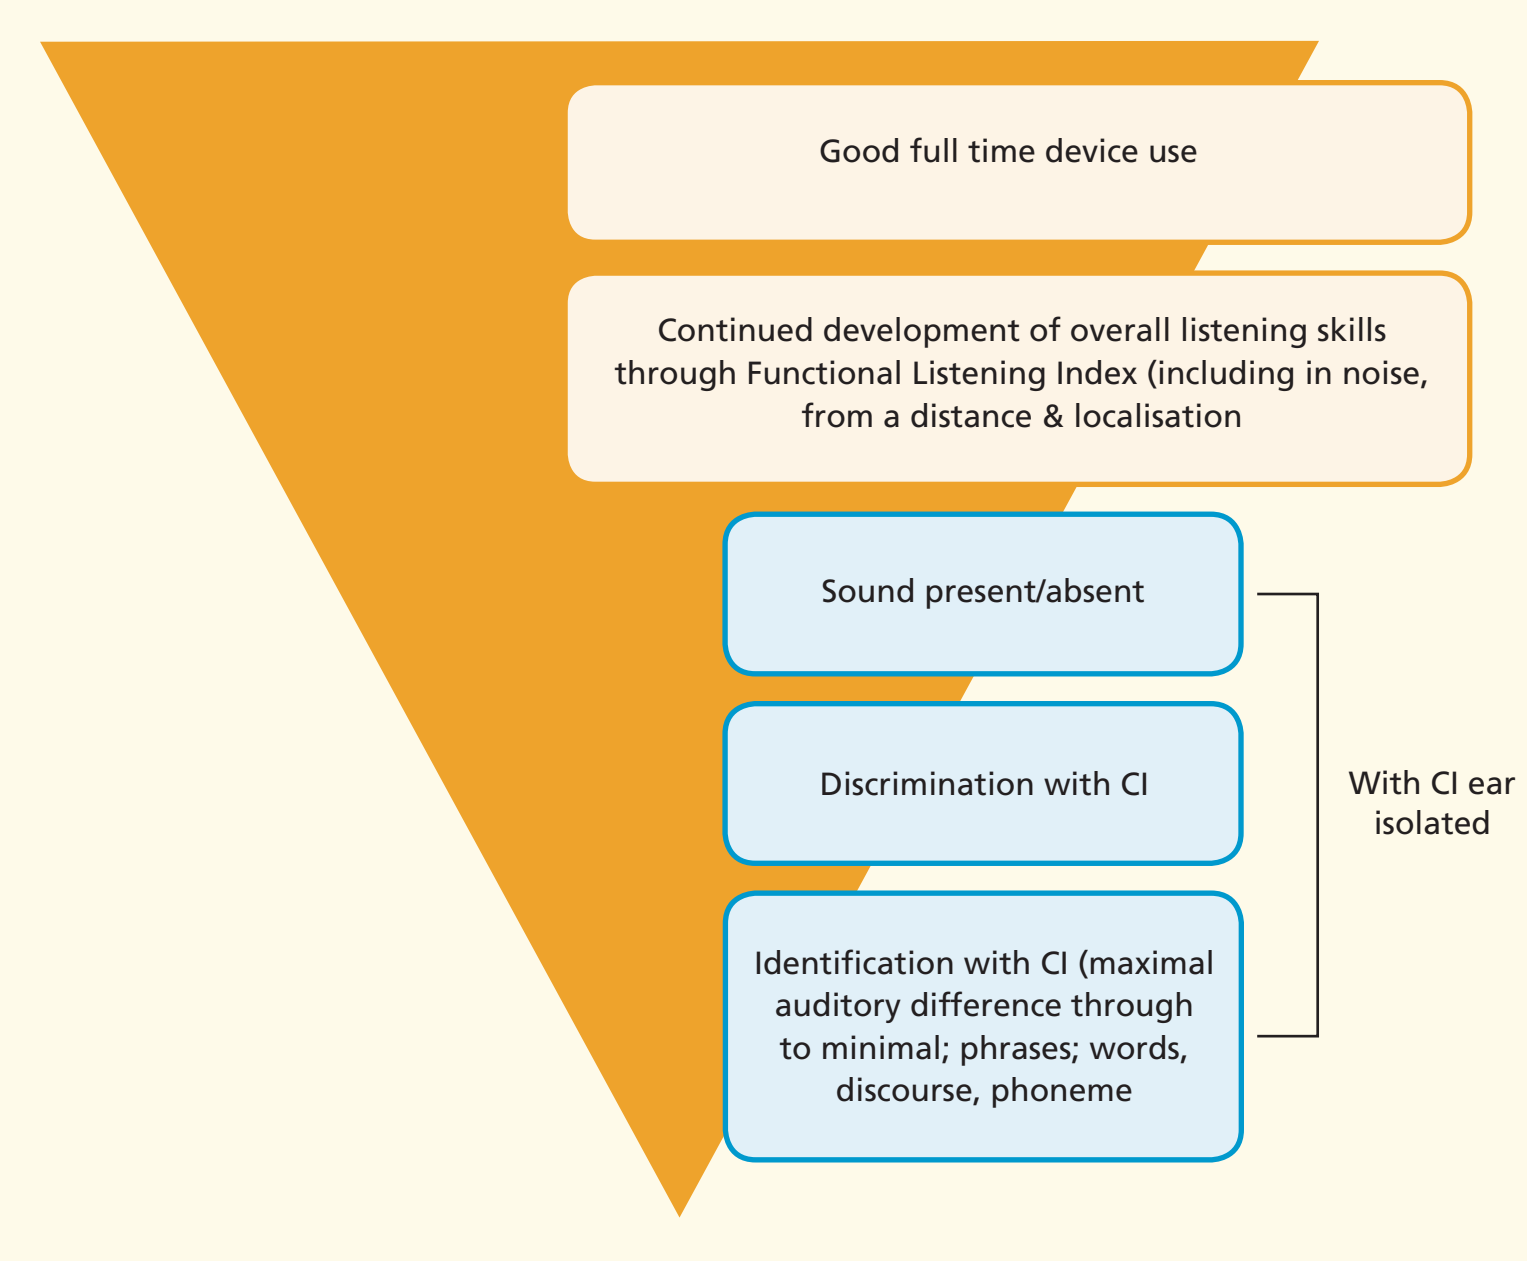 Good full time device use
Continued development of overall listening skills
through Functional Listening Index (including in noise,
from a distance & localisation
Sound present/absent
Discrimination with CI
With CI ear
isolated
Identification with CI (maximal
auditory difference through
to minimal; phrases; words,
discourse, phoneme